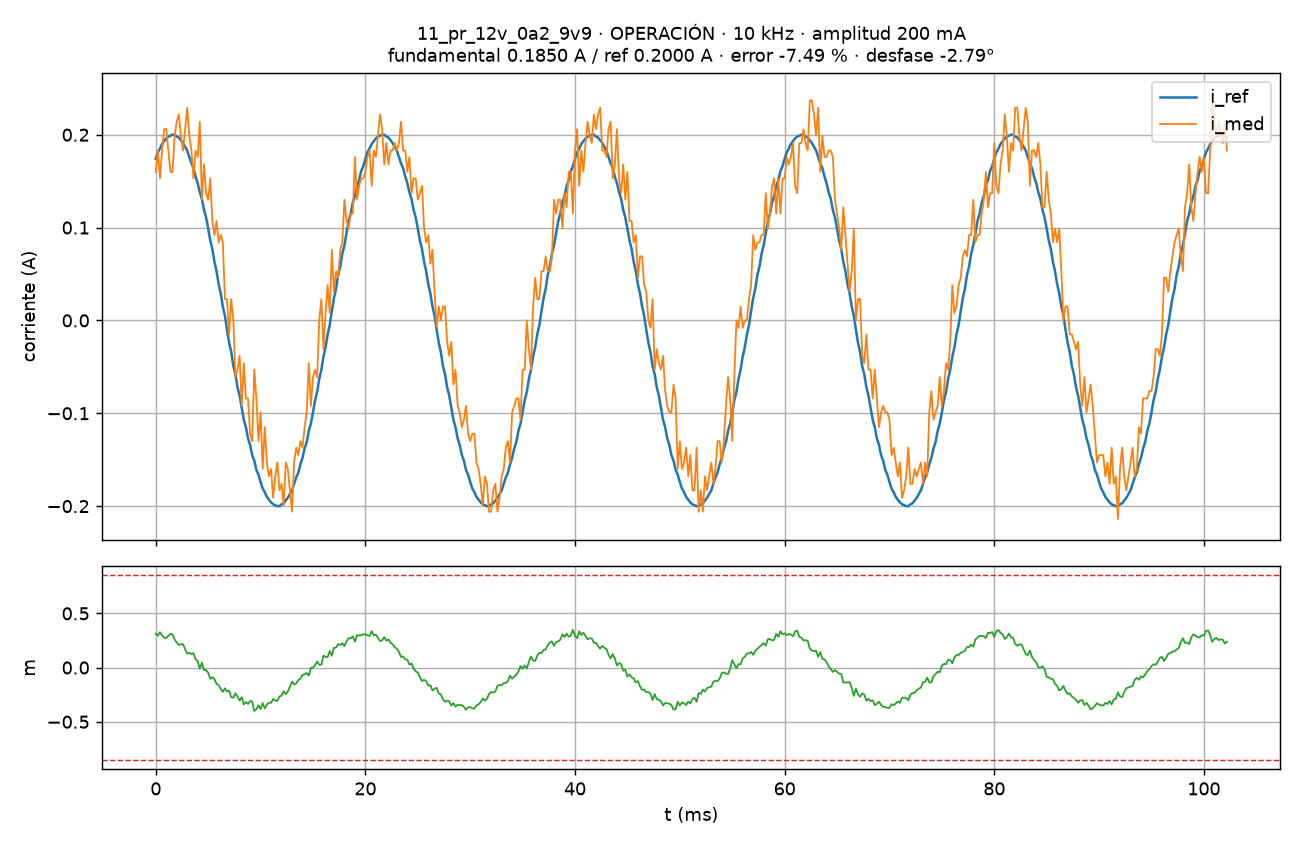 11_pr_12v_0a2_9v9 · OPERACIÓN · 10 kHz · amplitud 200 mA
fundamental 0.1850 A / ref 0.2000 A · error -7.49 % · desfase -2.79°
i_ref
i_med
corriente (A)
0.2
0.1
0.0
−0.1
−0.2
m
0.5
0.0
−0.5
0 20 40 60 80 100
t (ms)